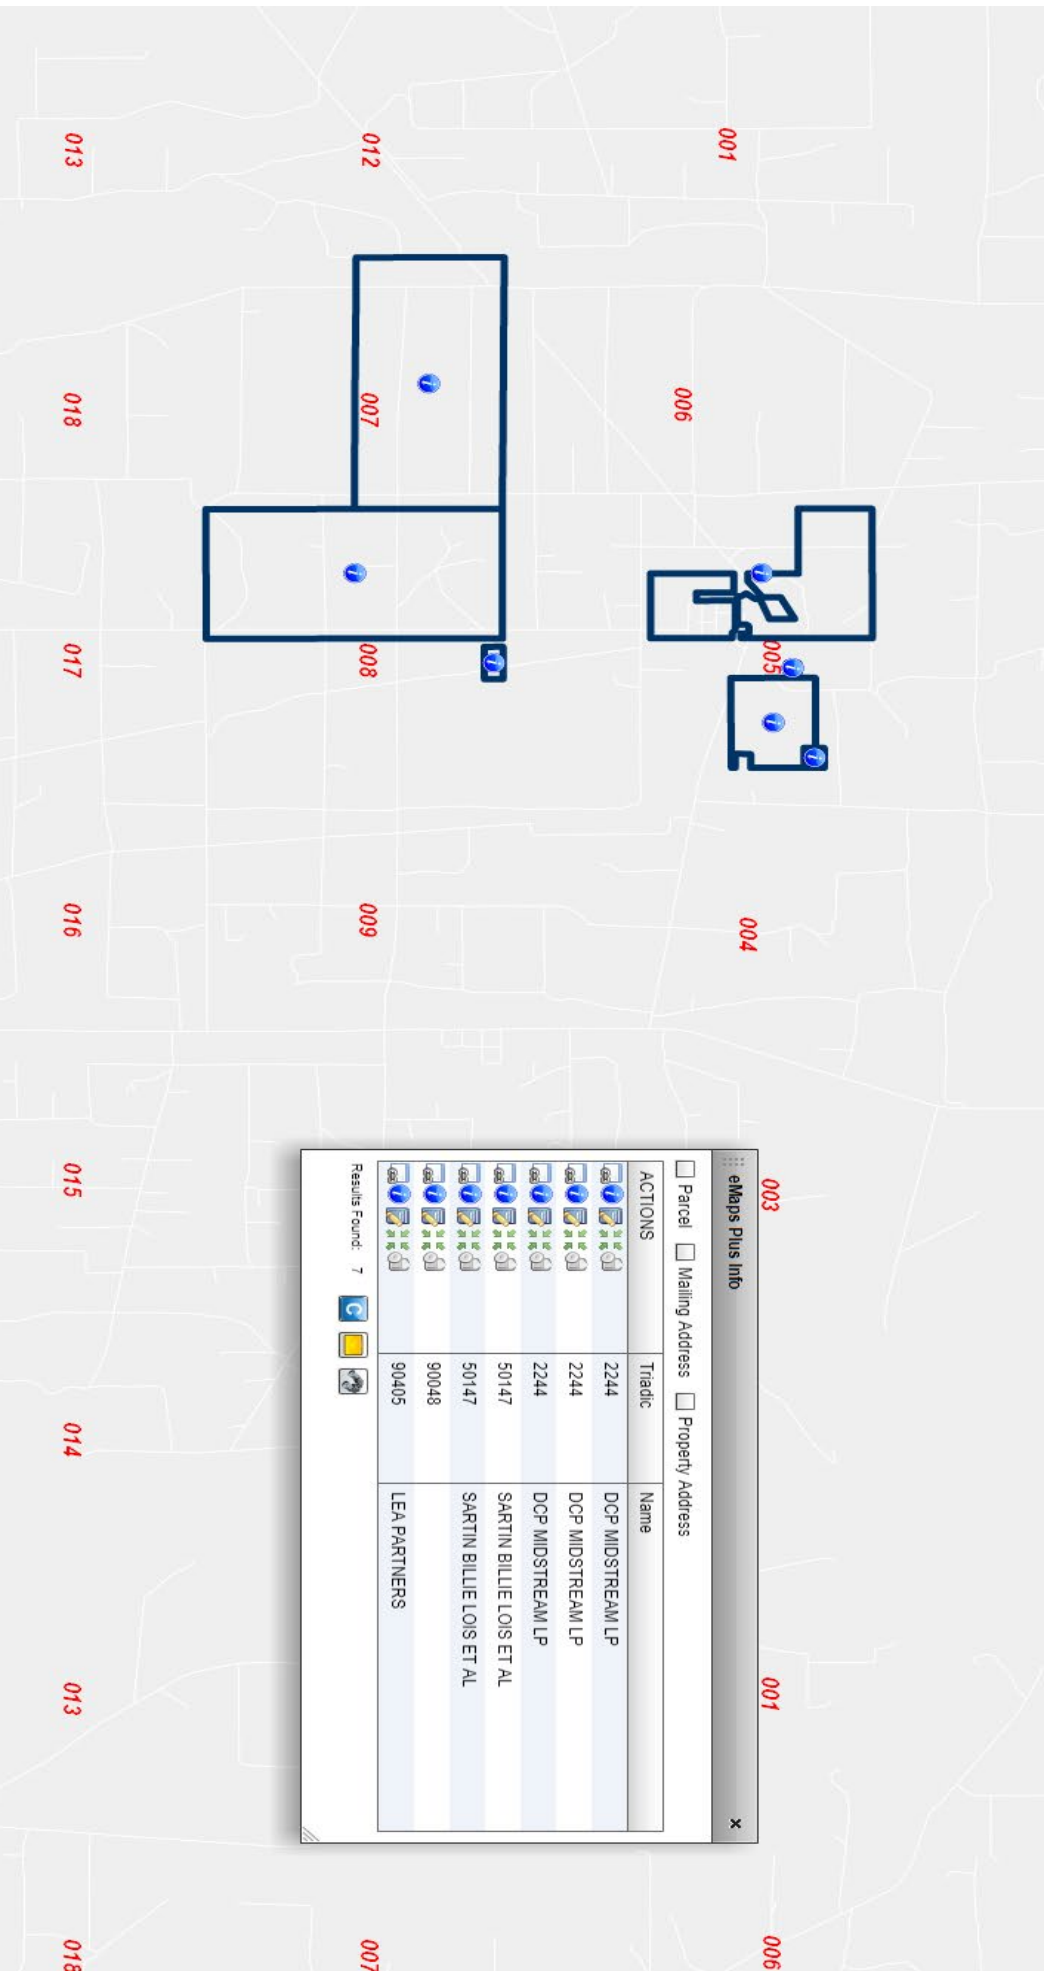 001
006
005
004
003
001
006
012
007
008
009
007
013
018
017
016
015
014
013
018
eMaps Plus Info x
Parcel Mailing Address Property Address
ACTIONS Triadic Name
2244 DCP MIDSTREAM LP
2244 DCP MIDSTREAM LP
2244 DCP MIDSTREAM LP
50147 SARTIN BILLIE LOIS ET AL
50147 SARTIN BILLIE LOIS ET AL
90048
90405 LEA PARTNERS
Results Found: 7